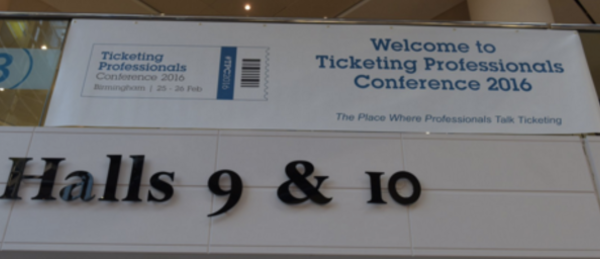 Ticketing
Professionals
Conference 2016
Birmingham | 25 - 26 Feb
Welcome to
Ticketing Professionals
Conference 2016
The Place Where Professionals Talk Ticketing
Halls 9 & 10